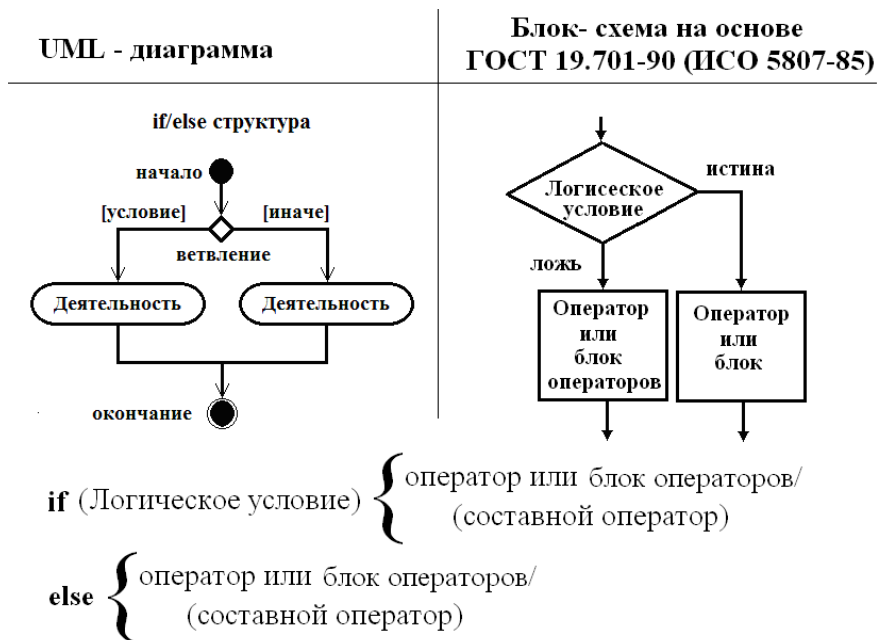 UML - диаграмма
Блок- схема на основе
ГОСТ 19.701-90 (ИСО 5807-85)
if/else структура
начало
[условие]
[иначе]
ветвление
Деятельность
Деятельность
окончание
Логисеское
условие
истина
ложь
Оператор
или
блок
операторов
Оператор
или
блок
if (Логическое условие) { оператор или блок операторов/
(составной оператор)
else { оператор или блок операторов/
(составной оператор)